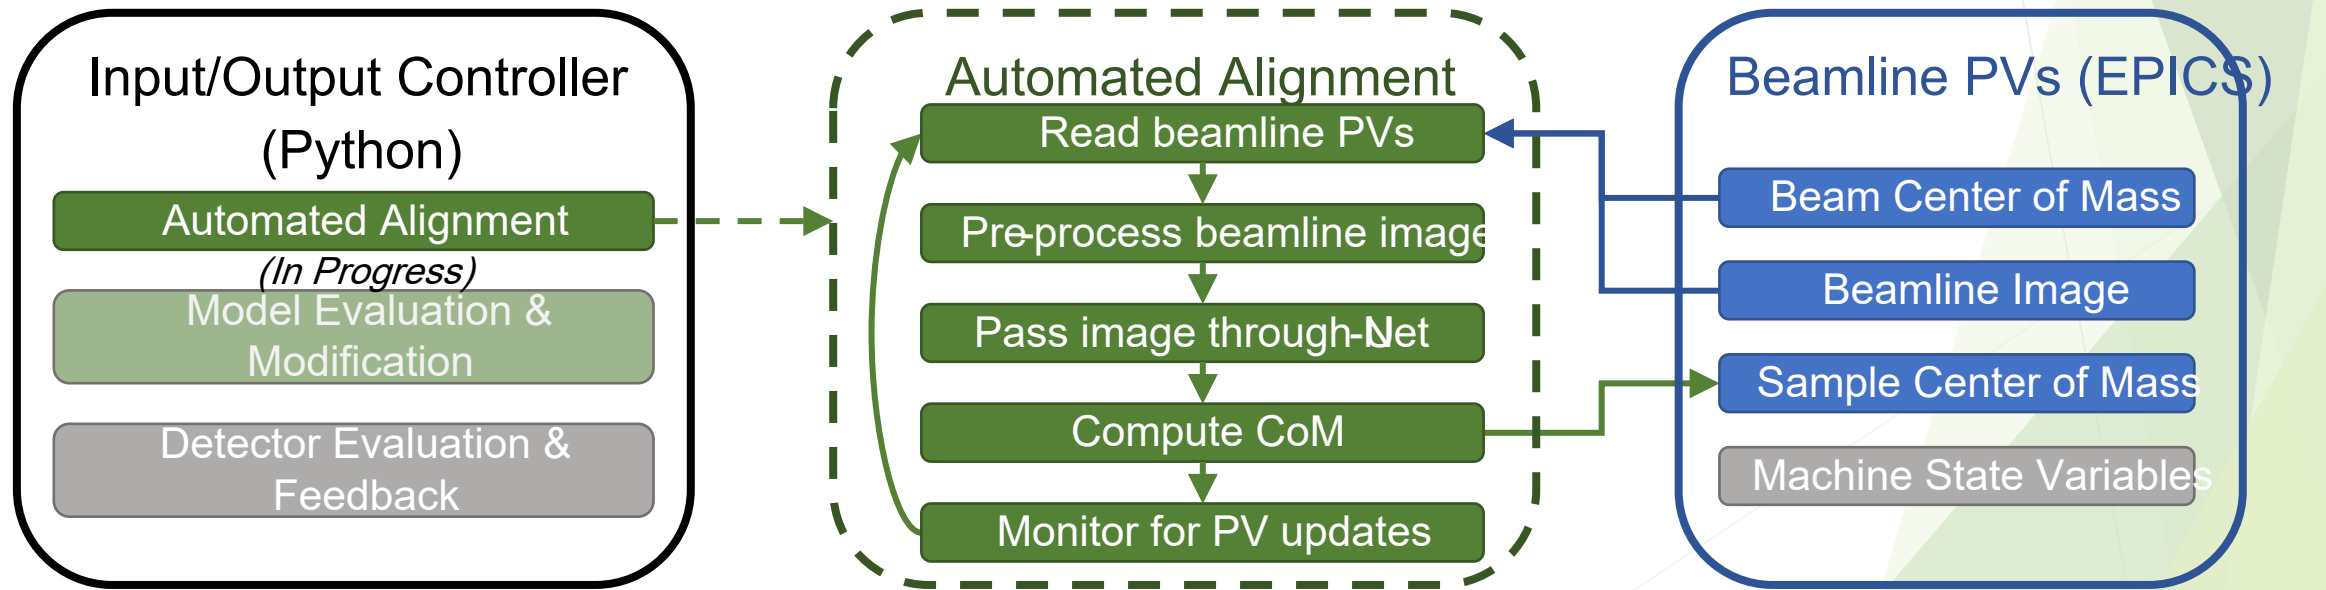 Input/Output Controller
(Python)
Automated Alignment
(In Progress)
Model Evaluation &
Modification
Detector Evaluation &
Feedback
Automated Alignment
Read beamline PVs
Pre-process beamline image
Pass image through U-Net
Compute CoM
Monitor for PV updates
Beamline PVs (EPICS)
Beam Center of Mass
Beamline Image
Sample Center of Mass
Machine State Variables